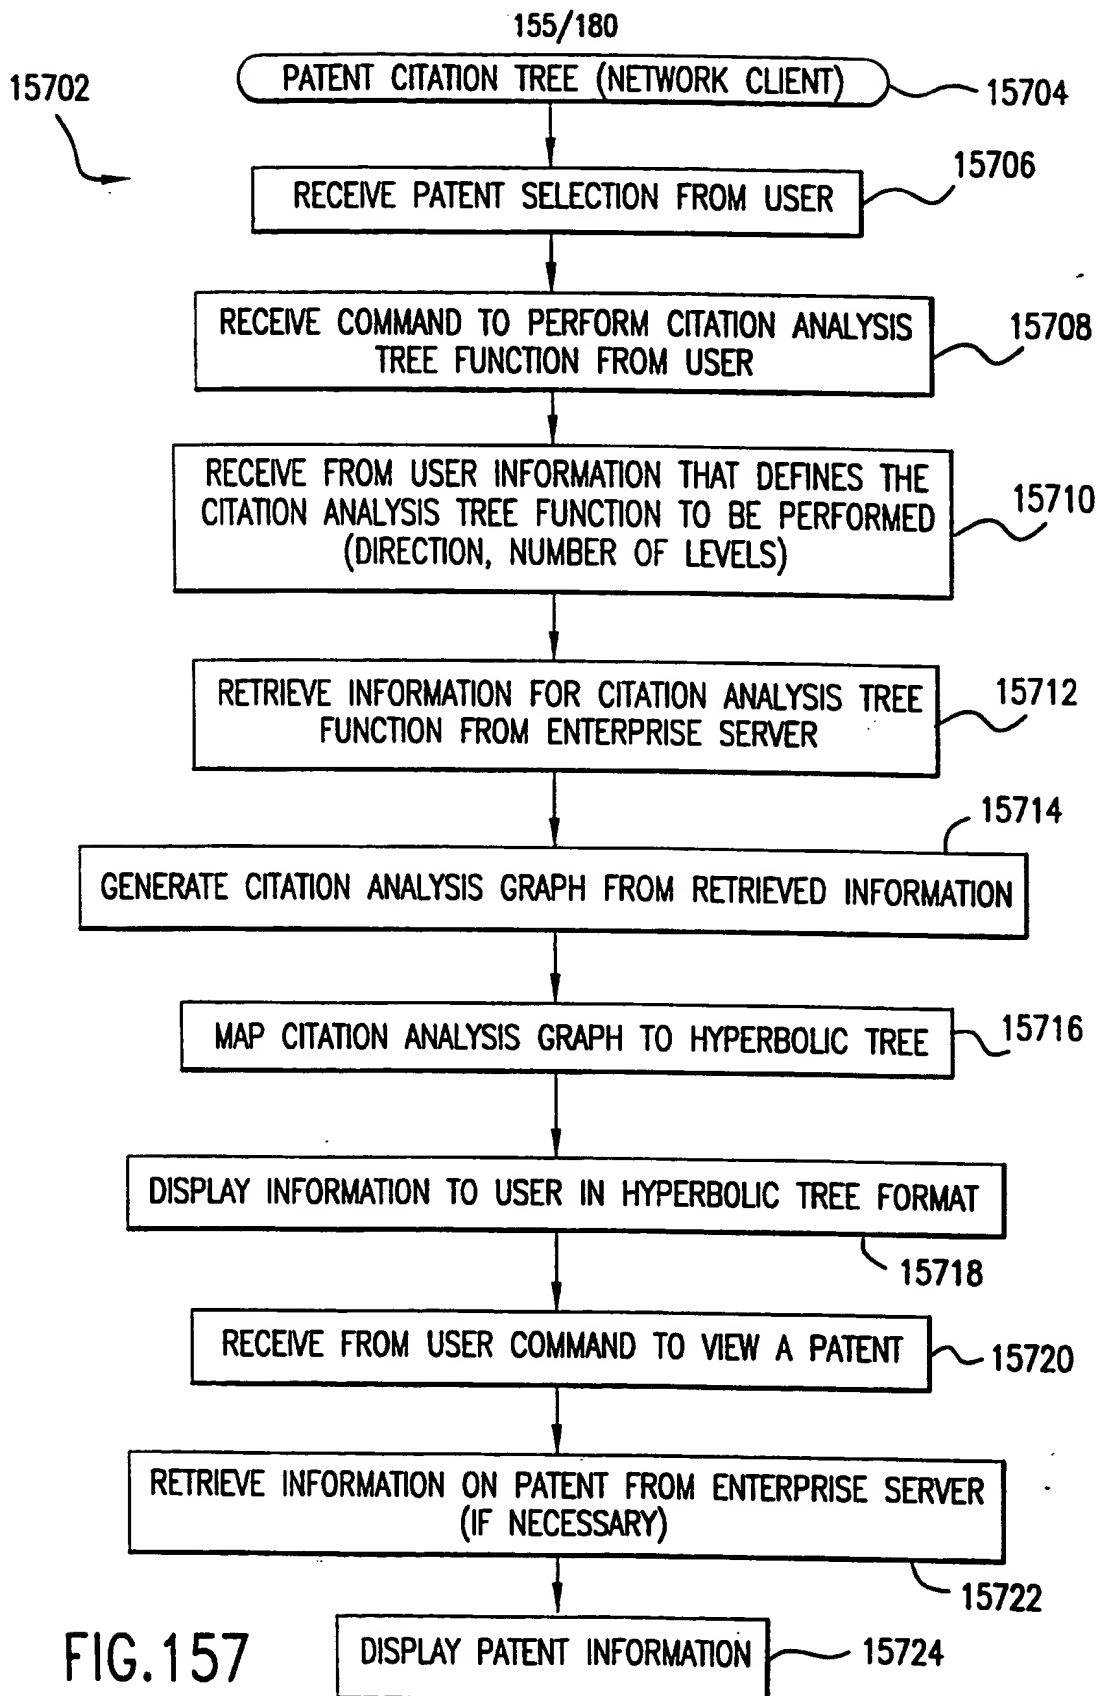 155/180
15702
PATENT CITATION TREE (NETWORK CLIENT)
15704
RECEIVE PATENT SELECTION FROM USER
15706
RECEIVE COMMAND TO PERFORM CITATION ANALYSIS
TREE FUNCTION FROM USER
15708
RECEIVE FROM USER INFORMATION THAT DEFINES THE
CITATION ANALYSIS TREE FUNCTION TO BE PERFORMED
(DIRECTION, NUMBER OF LEVELS)
15710
RETRIEVE INFORMATION FOR CITATION ANALYSIS TREE
FUNCTION FROM ENTERPRISE SERVER
15712
15714
GENERATE CITATION ANALYSIS GRAPH FROM RETRIEVED INFORMATION
MAP CITATION ANALYSIS GRAPH TO HYPERBOLIC TREE
15716
DISPLAY INFORMATION TO USER IN HYPERBOLIC TREE FORMAT
15718
RECEIVE FROM USER COMMAND TO VIEW A PATENT
15720
RETRIEVE INFORMATION ON PATENT FROM ENTERPRISE SERVER
(IF NECESSARY)
15722
DISPLAY PATENT INFORMATION
15724
FIG.157